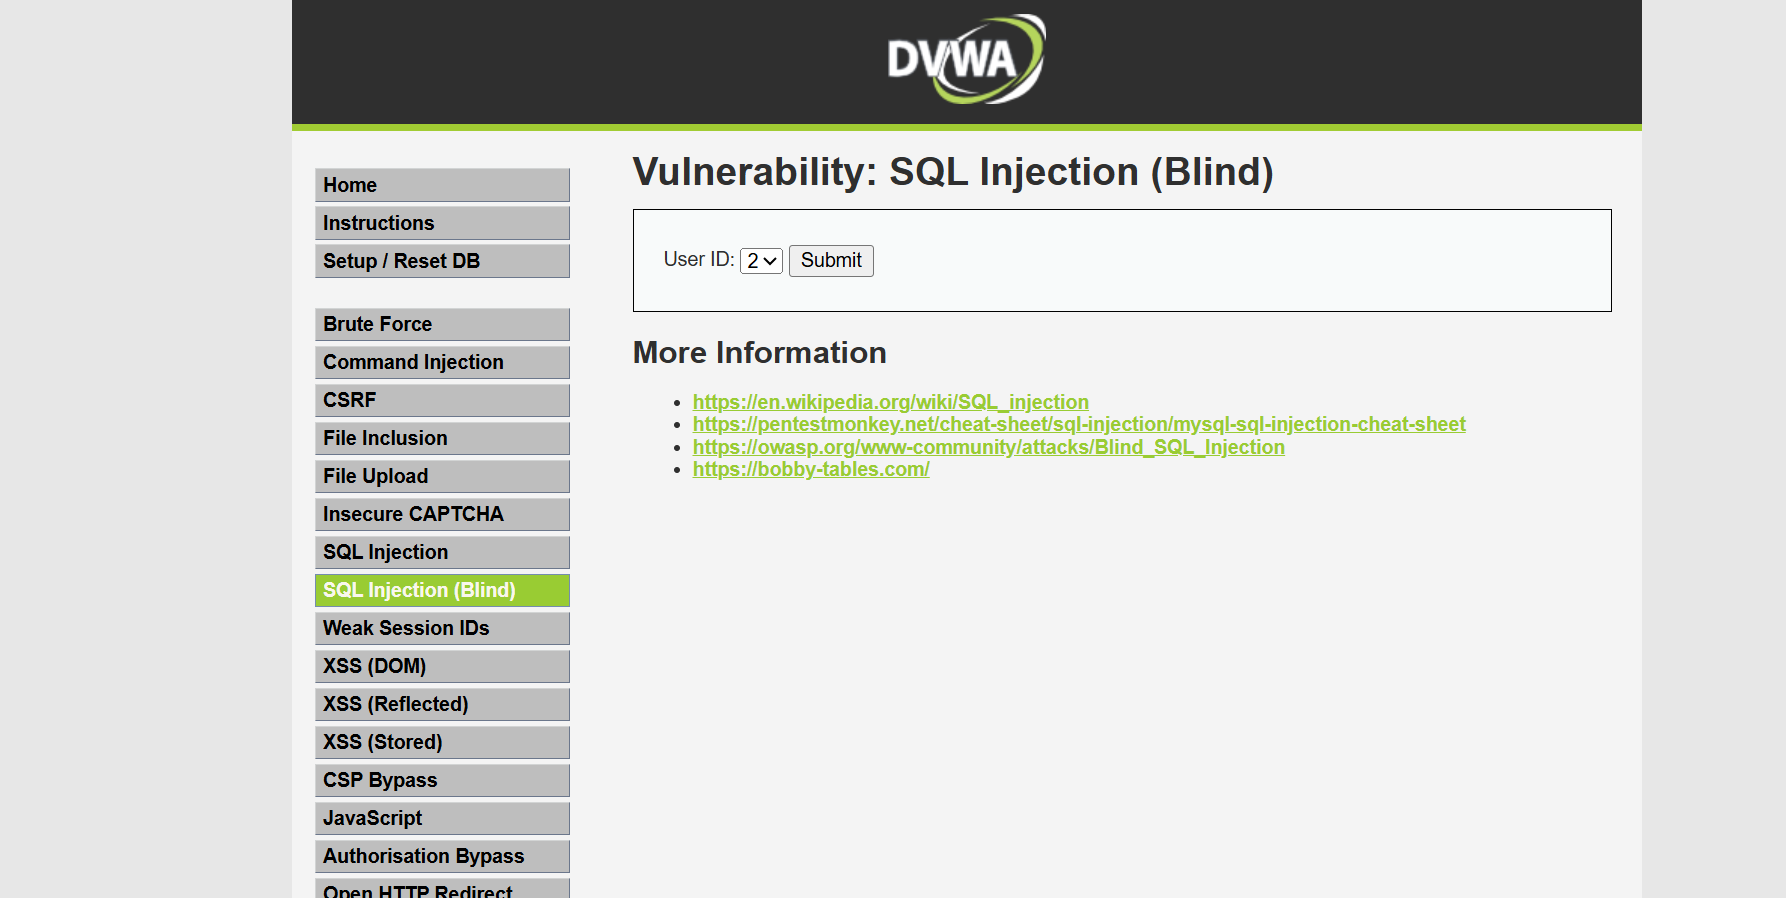 DVWA
Home
Instructions
Setup / Reset DB
Brute Force
Command Injection
CSRF
File Inclusion
File Upload
Insecure CAPTCHA
SQL Injection
SQL Injection (Blind)
Weak Session IDs
XSS (DOM)
XSS (Reflected)
XSS (Stored)
CSP Bypass
JavaScript
Authorisation Bypass
Open HTTP Redirect
Vulnerability: SQL Injection (Blind)
User ID: 2 Submit
More Information
https://en.wikipedia.org/wiki/SQL_injection
https://pentestmonkey.net/cheat-sheet/sql-injection/mysql-sql-injection-cheat-sheet
https://owasp.org/www-community/attacks/Blind_SQL_Injection
https://bobby-tables.com/